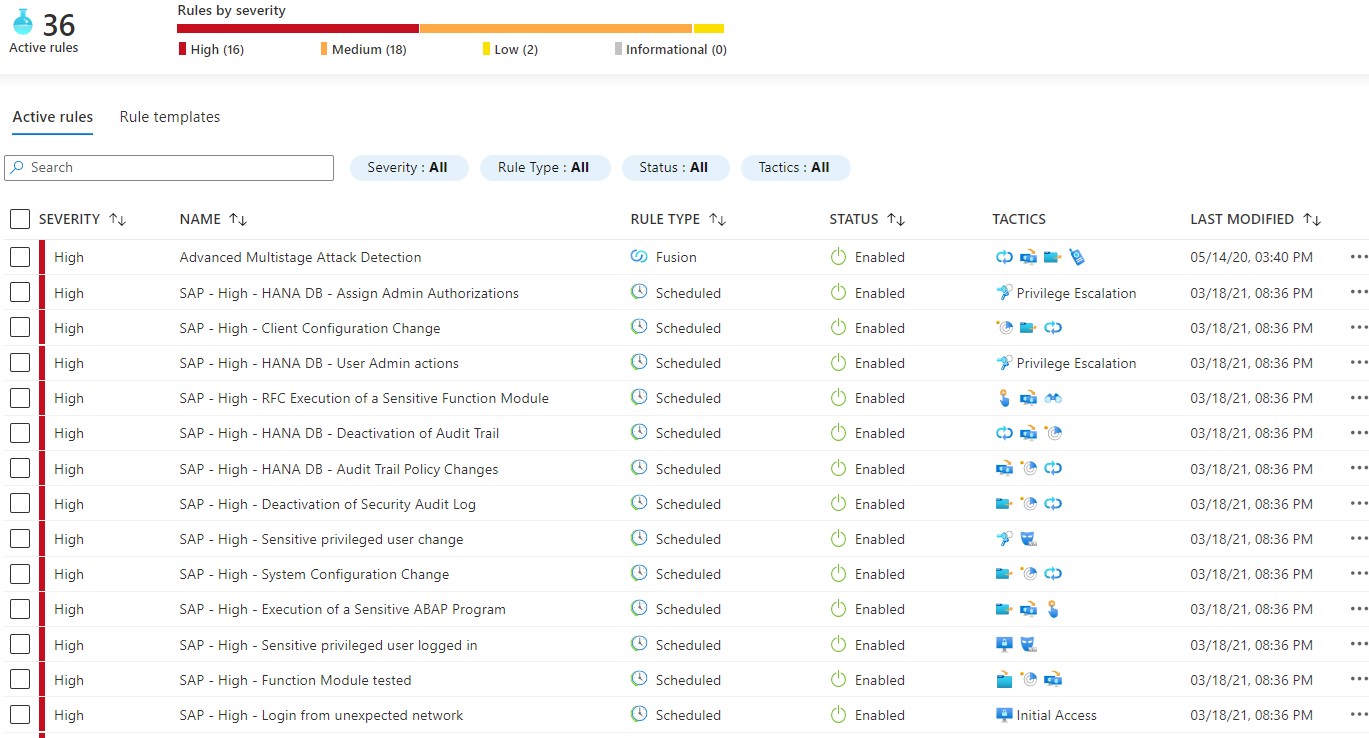 36
Active rules
Rules by severity
High (16) Medium (18) Low (2) Informational (0)
Active rules Rule templates
Search Severity : All Rule Type : All Status : All Tactics : All
SEVERITY NAME RULE TYPE STATUS TACTICS LAST MODIFIED
High Advanced Multistage Attack Detection Fusion Enabled 05/14/20, 03:40 PM
High SAP - High - HANA DB - Assign Admin Authorizations Scheduled Enabled Privilege Escalation 03/18/21, 08:36 PM
High SAP - High - Client Configuration Change Scheduled Enabled 03/18/21, 08:36 PM
High SAP - High - HANA DB - User Admin actions Scheduled Enabled Privilege Escalation 03/18/21, 08:36 PM
High SAP - High - RFC Execution of a Sensitive Function Module Scheduled Enabled 03/18/21, 08:36 PM
High SAP - High - HANA DB - Deactivation of Audit Trail Scheduled Enabled 03/18/21, 08:36 PM
High SAP - High - HANA DB - Audit Trail Policy Changes Scheduled Enabled 03/18/21, 08:36 PM
High SAP - High - Deactivation of Security Audit Log Scheduled Enabled 03/18/21, 08:36 PM
High SAP - High - Sensitive privileged user change Scheduled Enabled 03/18/21, 08:36 PM
High SAP - High - System Configuration Change Scheduled Enabled 03/18/21, 08:36 PM
High SAP - High - Execution of a Sensitive ABAP Program Scheduled Enabled 03/18/21, 08:36 PM
High SAP - High - Sensitive privileged user logged in Scheduled Enabled 03/18/21, 08:36 PM
High SAP - High - Function Module tested Scheduled Enabled 03/18/21, 08:36 PM
High SAP - High - Login from unexpected network Scheduled Enabled Initial Access 03/18/21, 08:36 PM